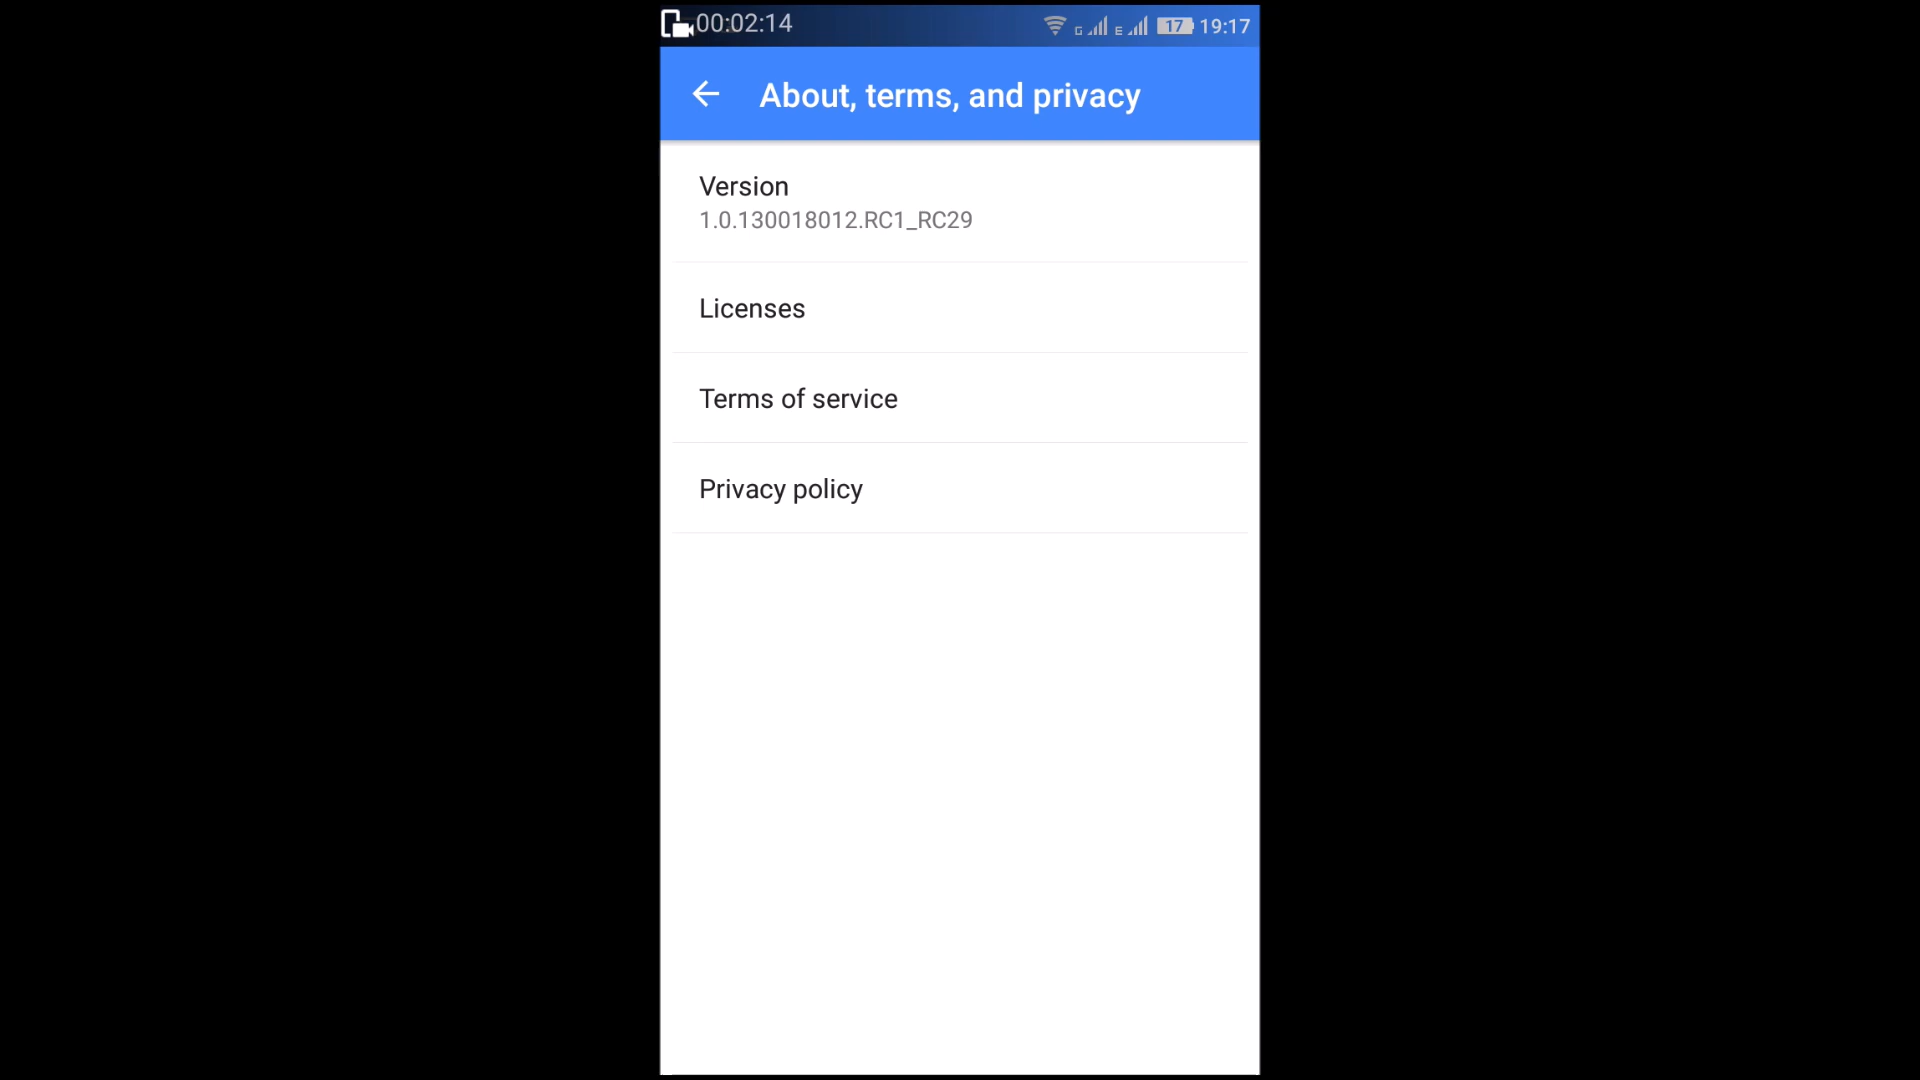 00:02:14
G E 17 19:17
About, terms, and privacy
Version
1.0.130018012.RC1_RC29
Licenses
Terms of service
Privacy policy